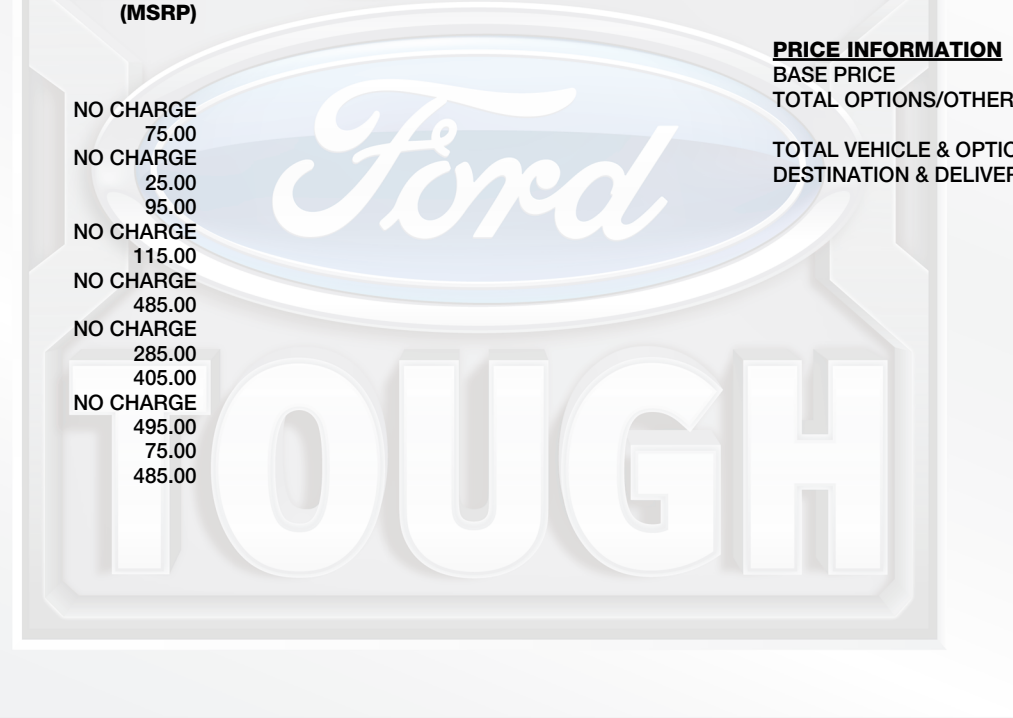 (MSRP)
NO CHARGE
75.00
NO CHARGE
25.00
95.00
NO CHARGE
115.00
NO CHARGE
485.00
NO CHARGE
285.00
405.00
NO CHARGE
495.00
75.00
485.00
PRICE INFORMATION
BASE PRICE
TOTAL OPTIONS/OTHER
TOTAL VEHICLE & OPTIO
DESTINATION & DELIVER
Ford
TOUGH